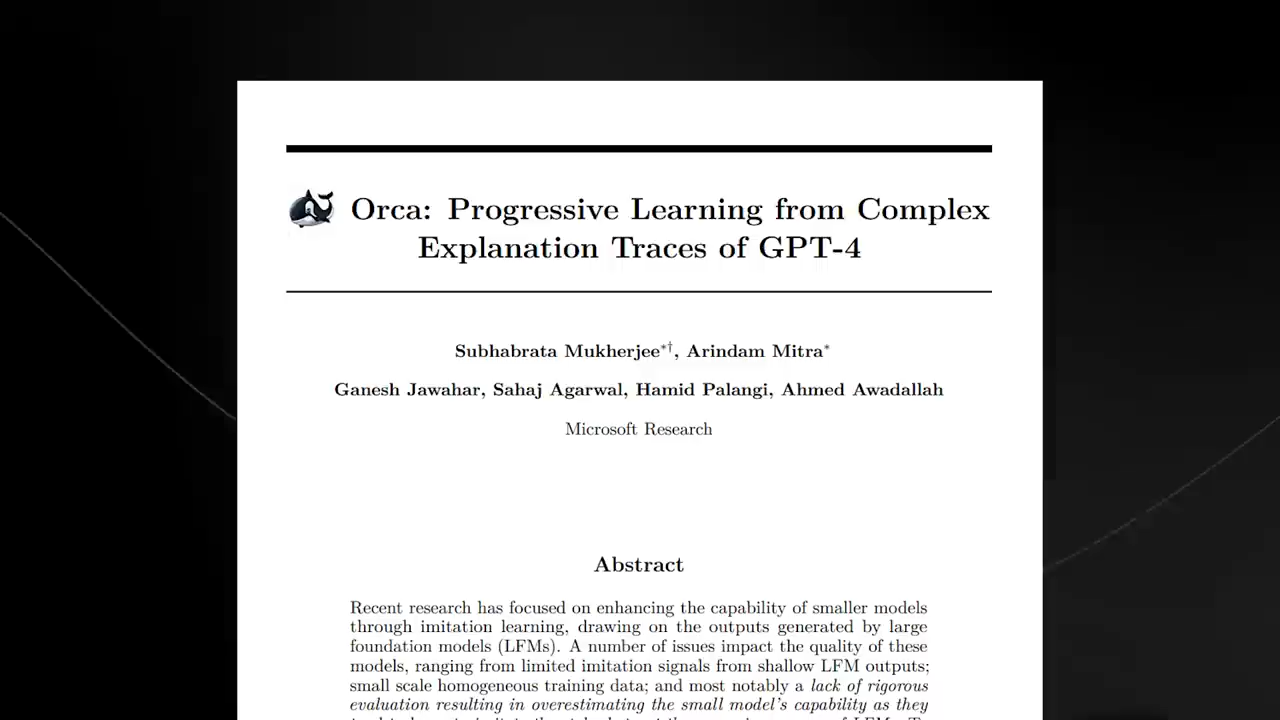 Orca: Progressive Learning from Complex
Explanation Traces of GPT-4
Subhabrata Mukherjee*†, Arindam Mitra*
Ganesh Jawahar, Sahaj Agarwal, Hamid Palangi, Ahmed Awadallah
Microsoft Research
Abstract
Recent research has focused on enhancing the capability of smaller models
through imitation learning, drawing on the outputs generated by large
foundation models (LFMs). A number of issues impact the quality of these
models, ranging from limited imitation signals from shallow LFM outputs;
small scale homogeneous training data; and most notably a lack of rigorous
evaluation resulting in overestimating the small model's capability as they